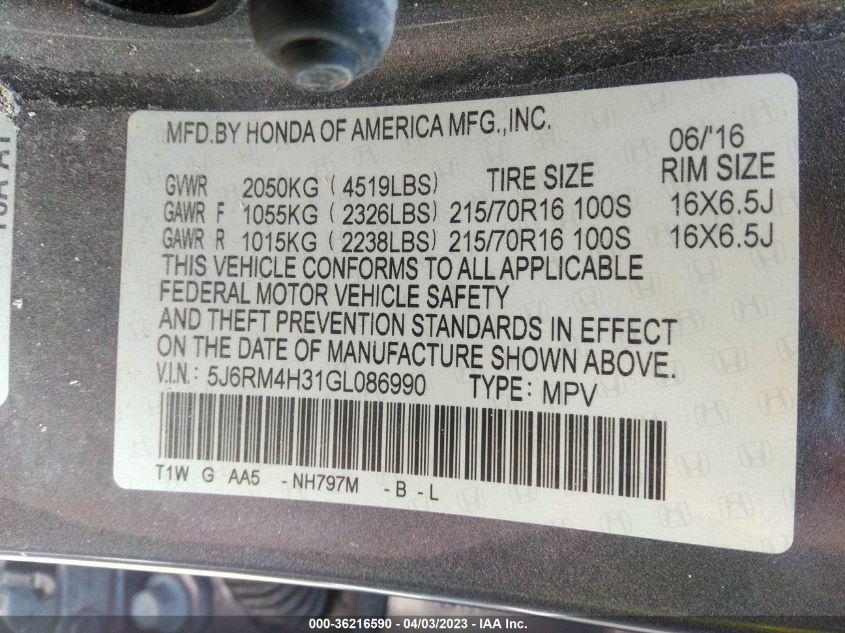 MFD.BY HONDA OF AMERICA MFG.,INC.
06/'16
GVWR 2050KG ( 4519LBS) TIRE SIZE RIM SIZE
GAWR F 1055KG ( 2326LBS) 215/70R16 100S 16X6.5J
GAWR R 1015KG ( 2238LBS) 215/70R16 100S 16X6.5J
THIS VEHICLE CONFORMS TO ALL APPLICABLE
FEDERAL MOTOR VEHICLE SAFETY
AND THEFT PREVENTION STANDARDS IN EFFECT
ON THE DATE OF MANUFACTURE SHOWN ABOVE.
V.I.N.: 5J6RM4H31GL086990 TYPE: MPV
T1W G AA5 -NH797M -B -L
000-36216590 - 04/03/2023 - IAA Inc.